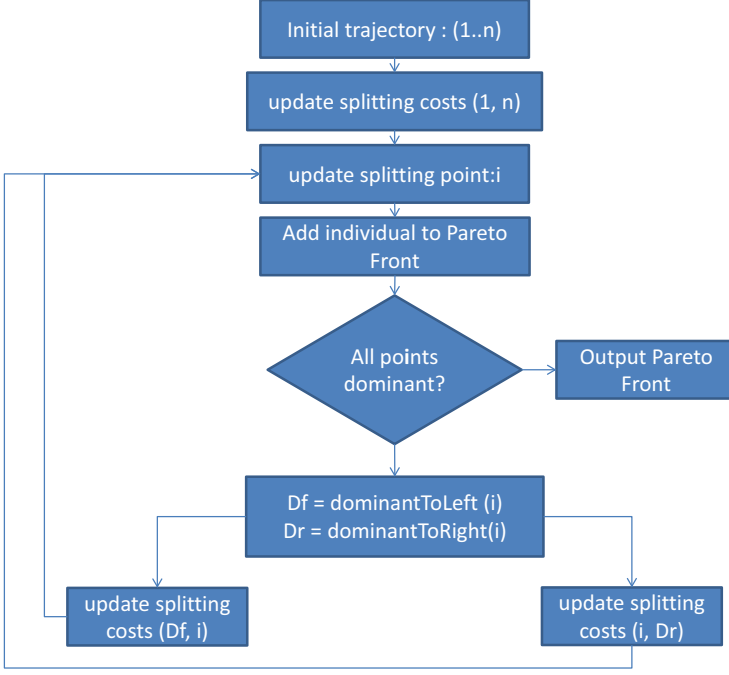 Initial trajectory : (1..n)
update splitting costs (1, n)
update splitting point:i
Add individual to Pareto
Front
All points
dominant?
Output Pareto
Front
Df = dominantToLeft (i)
Dr = dominantToRight(i)
update splitting
costs (Df, i)
update splitting
costs (i, Dr)